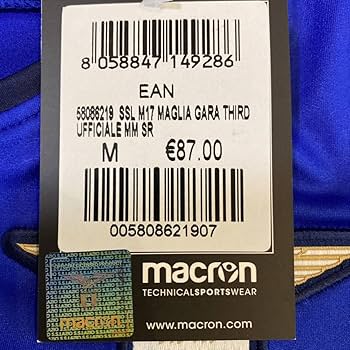 8 058847 149286
EAN
58086219 SSL M17 MAGLIA GARA THIRD
UFFICIALE MM SR
M €87.00
005808621907
macron
TECHNICALSPORTSWEAR
www.macron.com
macron